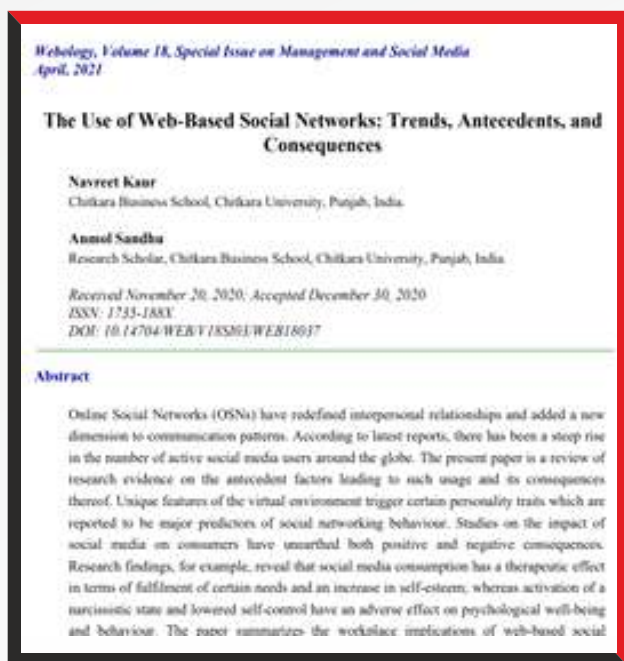 Webology, Volume 18, Special Issue on Management and Social Media
April, 2021
The Use of Web-Based Social Networks: Trends, Antecedents, and
Consequences
Navreet Kaur
Chitkara Business School, Chitkara University, Punjab, India.
Anmol Sandhu
Research Scholar, Chitkara Business School, Chitkara University, Punjab, India.
Received November 20, 2020; Accepted December 30, 2020
ISSN: 1735-188X
DOI: 10.14704/WEB/V18SI03/WEB18037
Abstract
Online Social Networks (OSNs) have redefined interpersonal relationships and added a new
dimension to communication patterns. According to latest reports, there has been a steep rise
in the number of active social media users around the globe. The present paper is a review of
research evidence on the antecedent factors leading to such usage and its consequences
thereof. Unique features of the virtual environment trigger certain personality traits which are
reported to be major predictors of social networking behaviour. Studies on the impact of
social media on consumers have unearthed both positive and negative consequences.
Research findings, for example, reveal that social media consumption has a therapeutic effect
in terms of fulfilment of certain needs and an increase in self-esteem; whereas activation of a
narcissistic state and lowered self-control have an adverse effect on psychological well-being
and behaviour. The paper summarizes the workplace implications of web-based social